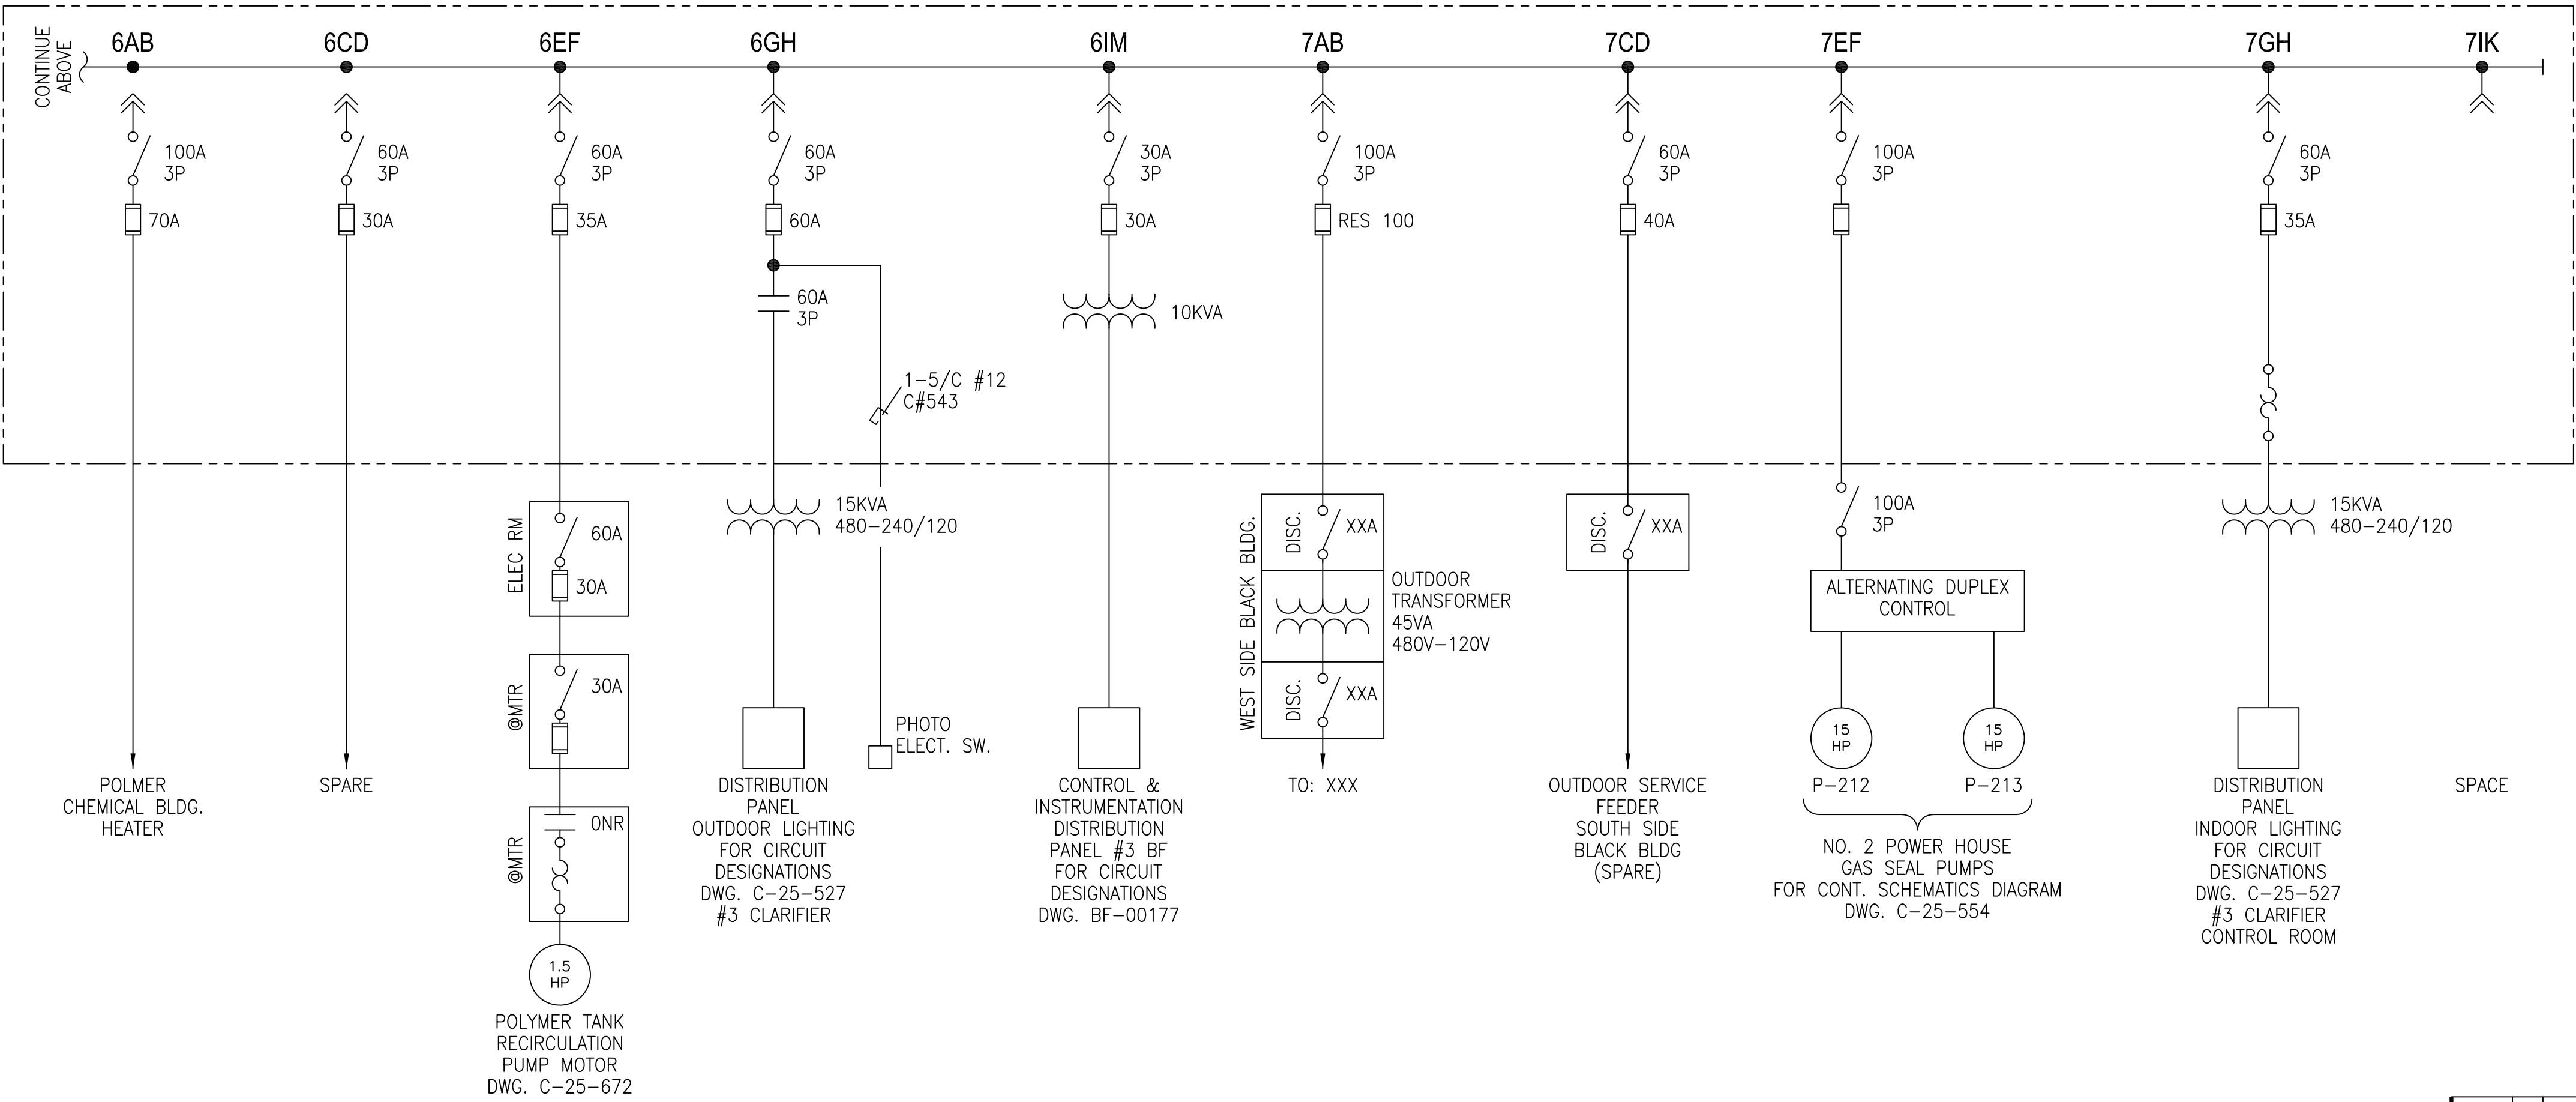 CONTINUE
ABOVE
6AB
6CD
6EF
6GH
6IM
7AB
7CD
7EF
7GH
7IK
100A
3P
70A
POLMER
CHEMICAL BLDG.
HEATER
60A
3P
30A
SPARE
60A
3P
35A
ELEC RM
60A
30A
@MTR
30A
@MTR
0NR
1.5
HP
POLYMER TANK
RECIRCULATION
PUMP MOTOR
DWG. C-25-672
60A
3P
60A
60A
3P
1-5/C #12
C#543
15KVA
480-240/120
PHOTO
ELECT. SW.
DISTRIBUTION
PANEL
OUTDOOR LIGHTING
FOR CIRCUIT
DESIGNATIONS
DWG. C-25-527
#3 CLARIFIER
30A
3P
30A
10KVA
CONTROL &
INSTRUMENTATION
DISTRIBUTION
PANEL #3 BF
FOR CIRCUIT
DESIGNATIONS
DWG. BF-00177
100A
3P
RES 100
WEST SIDE BLACK BLDG.
DISC.
XXA
OUTDOOR
TRANSFORMER
45VA
480V-120V
DISC.
XXA
TO: XXX
60A
3P
40A
DISC.
XXA
OUTDOOR SERVICE
FEEDER
SOUTH SIDE
BLACK BLDG
(SPARE)
100A
3P
100A
3P
ALTERNATING DUPLEX
CONTROL
15
HP
15
HP
P-212
P-213
NO. 2 POWER HOUSE
GAS SEAL PUMPS
FOR CONT. SCHEMATICS DIAGRAM
DWG. C-25-554
60A
3P
35A
15KVA
480-240/120
DISTRIBUTION
PANEL
INDOOR LIGHTING
FOR CIRCUIT
DESIGNATIONS
DWG. C-25-527
#3 CLARIFIER
CONTROL ROOM
SPACE